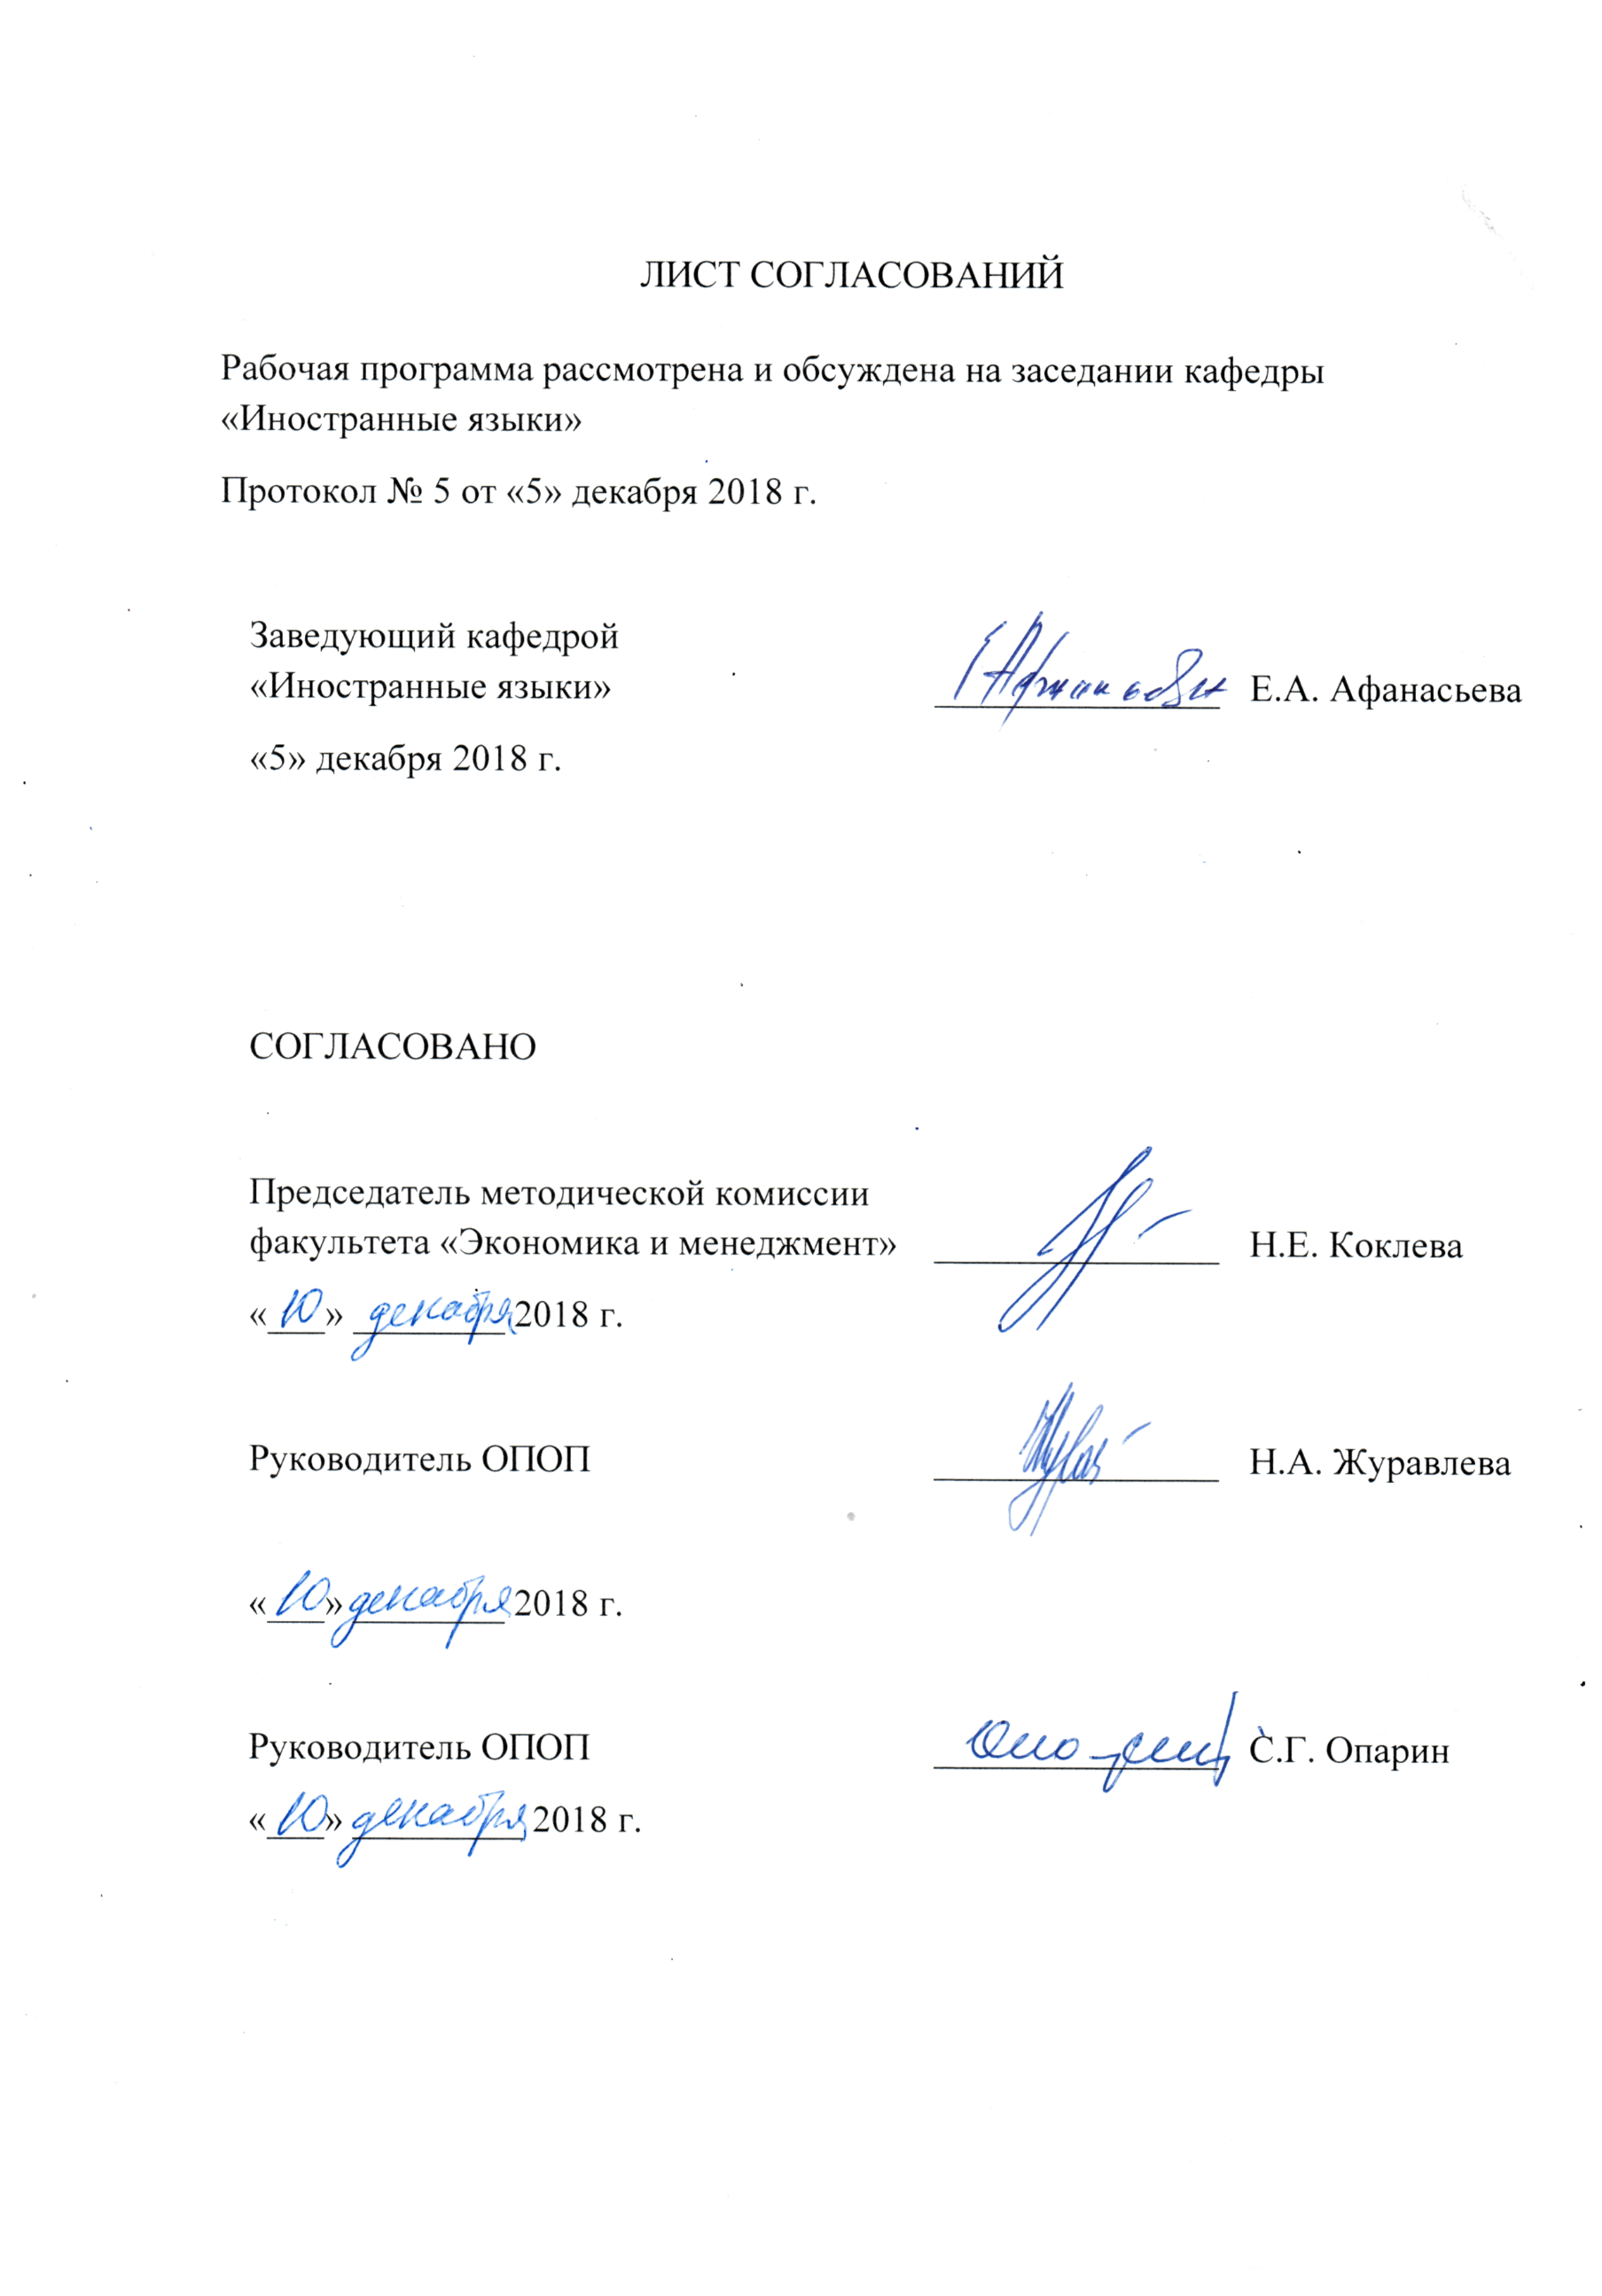 ЛИСТ СОГЛАСОВАНИЙ
Рабочая программа рассмотрена и обсуждена на заседании кафедры
«Иностранные языки»
Протокол № 5 от «5» декабря 2018 г.
Заведующий кафедрой
«Иностранные языки» Е.А. Афанасьева
«5» декабря 2018 г.
СОГЛАСОВАНО
Председатель методической комиссии
факультета «Экономика и менеджмент» Н.Е. Коклева
«10» декабря 2018 г.
Руководитель ОПОП Н.А. Журавлева
«10» декабря 2018 г.
Руководитель ОПОП С.Г. Опарин
«10» декабря 2018 г.